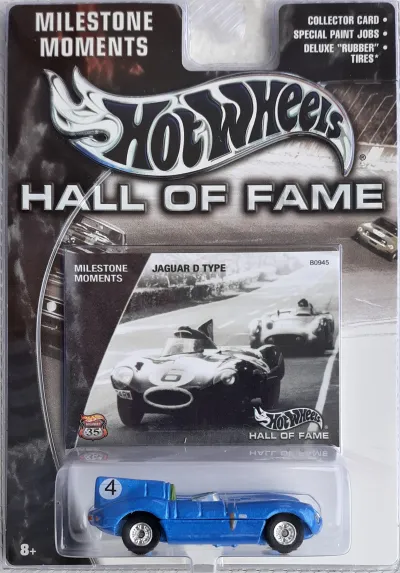 MILESTONE
MOMENTS
COLLECTOR CARD •
SPECIAL PAINT JOBS •
DELUXE "RUBBER" •
TIRES*
HOT WHEELS
®
HALL OF FAME
MILESTONE
MOMENTS
JAGUAR D TYPE
B0945
6
HOT WHEELS
HALL OF FAME
35
4
8+